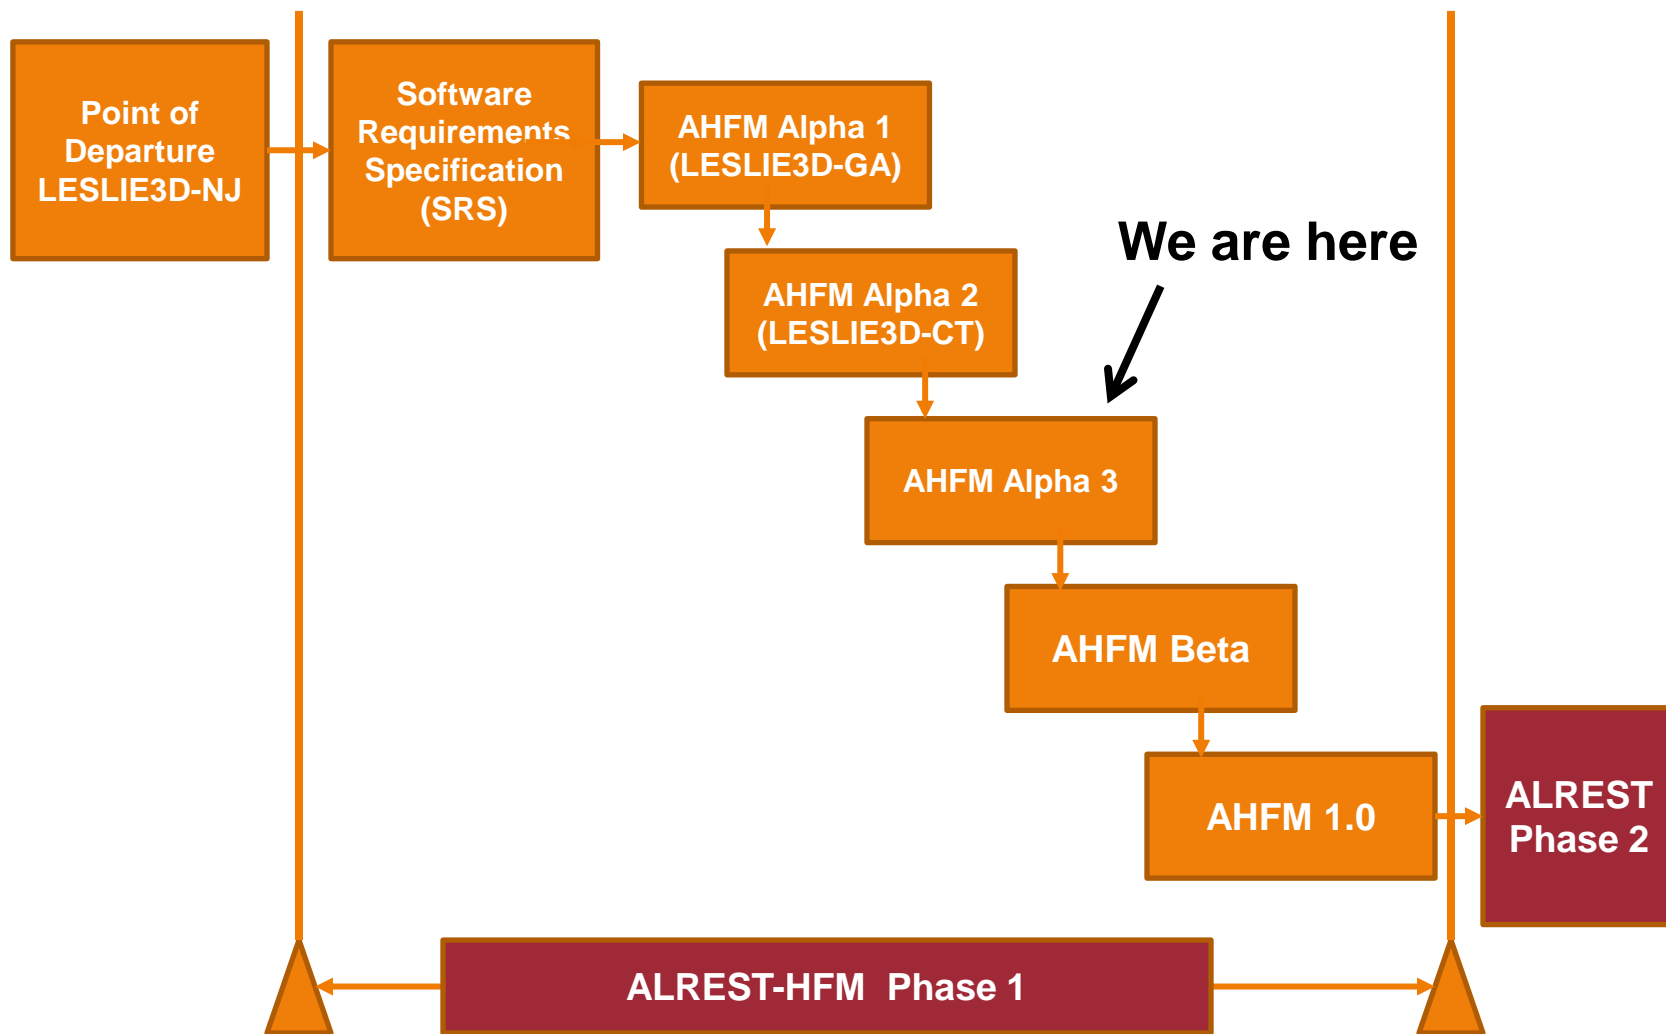 Point of
Departure
LESLIE3D-NJ
Software
Requirements
Specification
(SRS)
AHFM Alpha 1
(LESLIE3D-GA)
We are here
AHFM Alpha 2
(LESLIE3D-CT)
AHFM Alpha 3
AHFM Beta
AHFM 1.0
ALREST
Phase 2
ALREST-HFM Phase 1